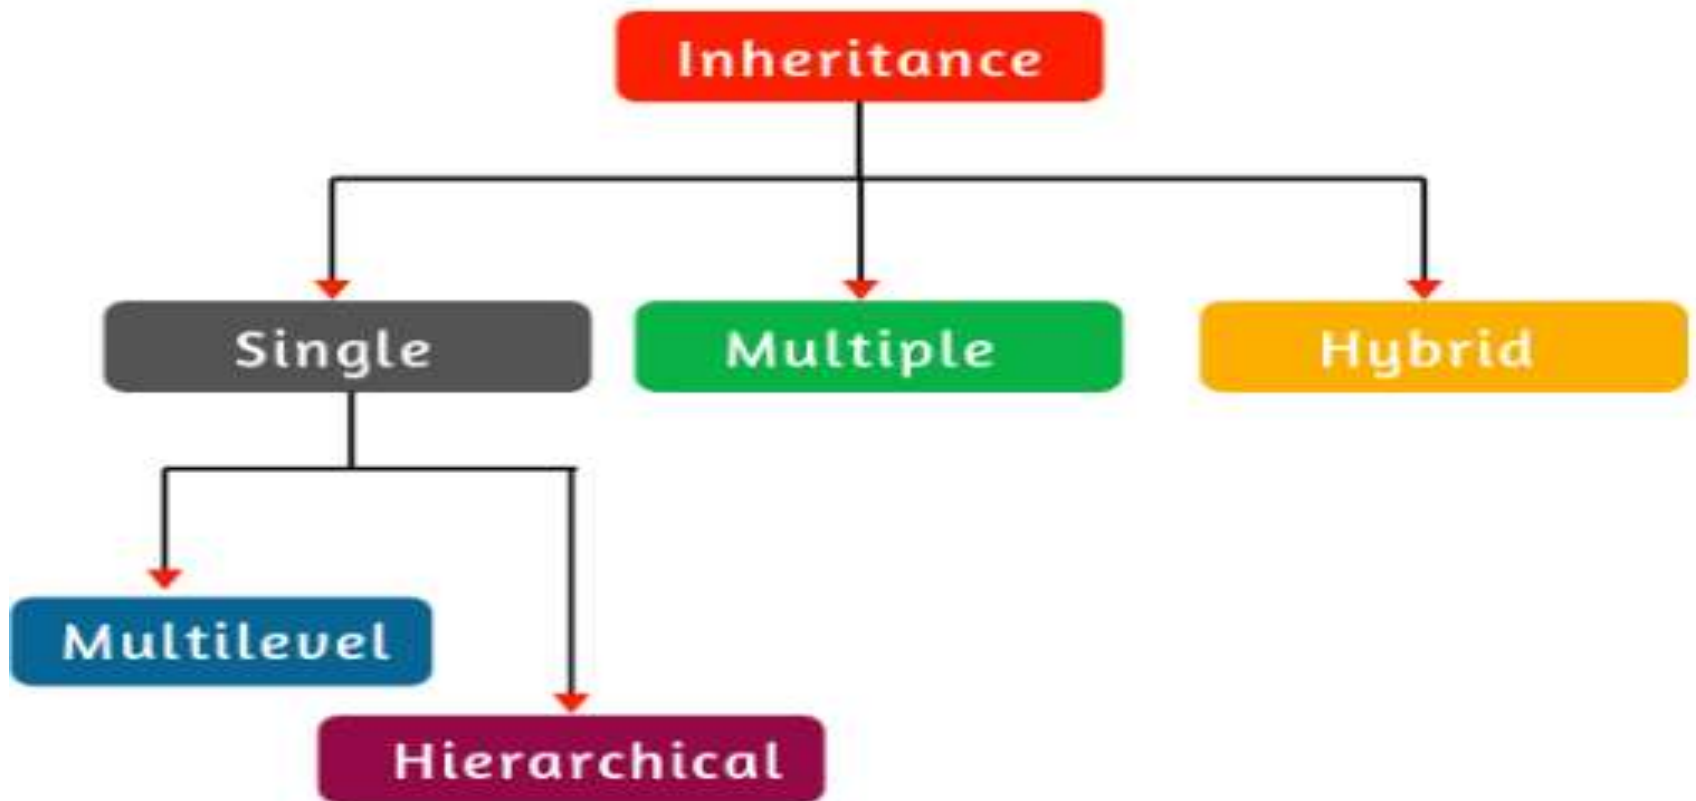 Inheritance
Single
Multiple
Hybrid
Multilevel
Hierarchical